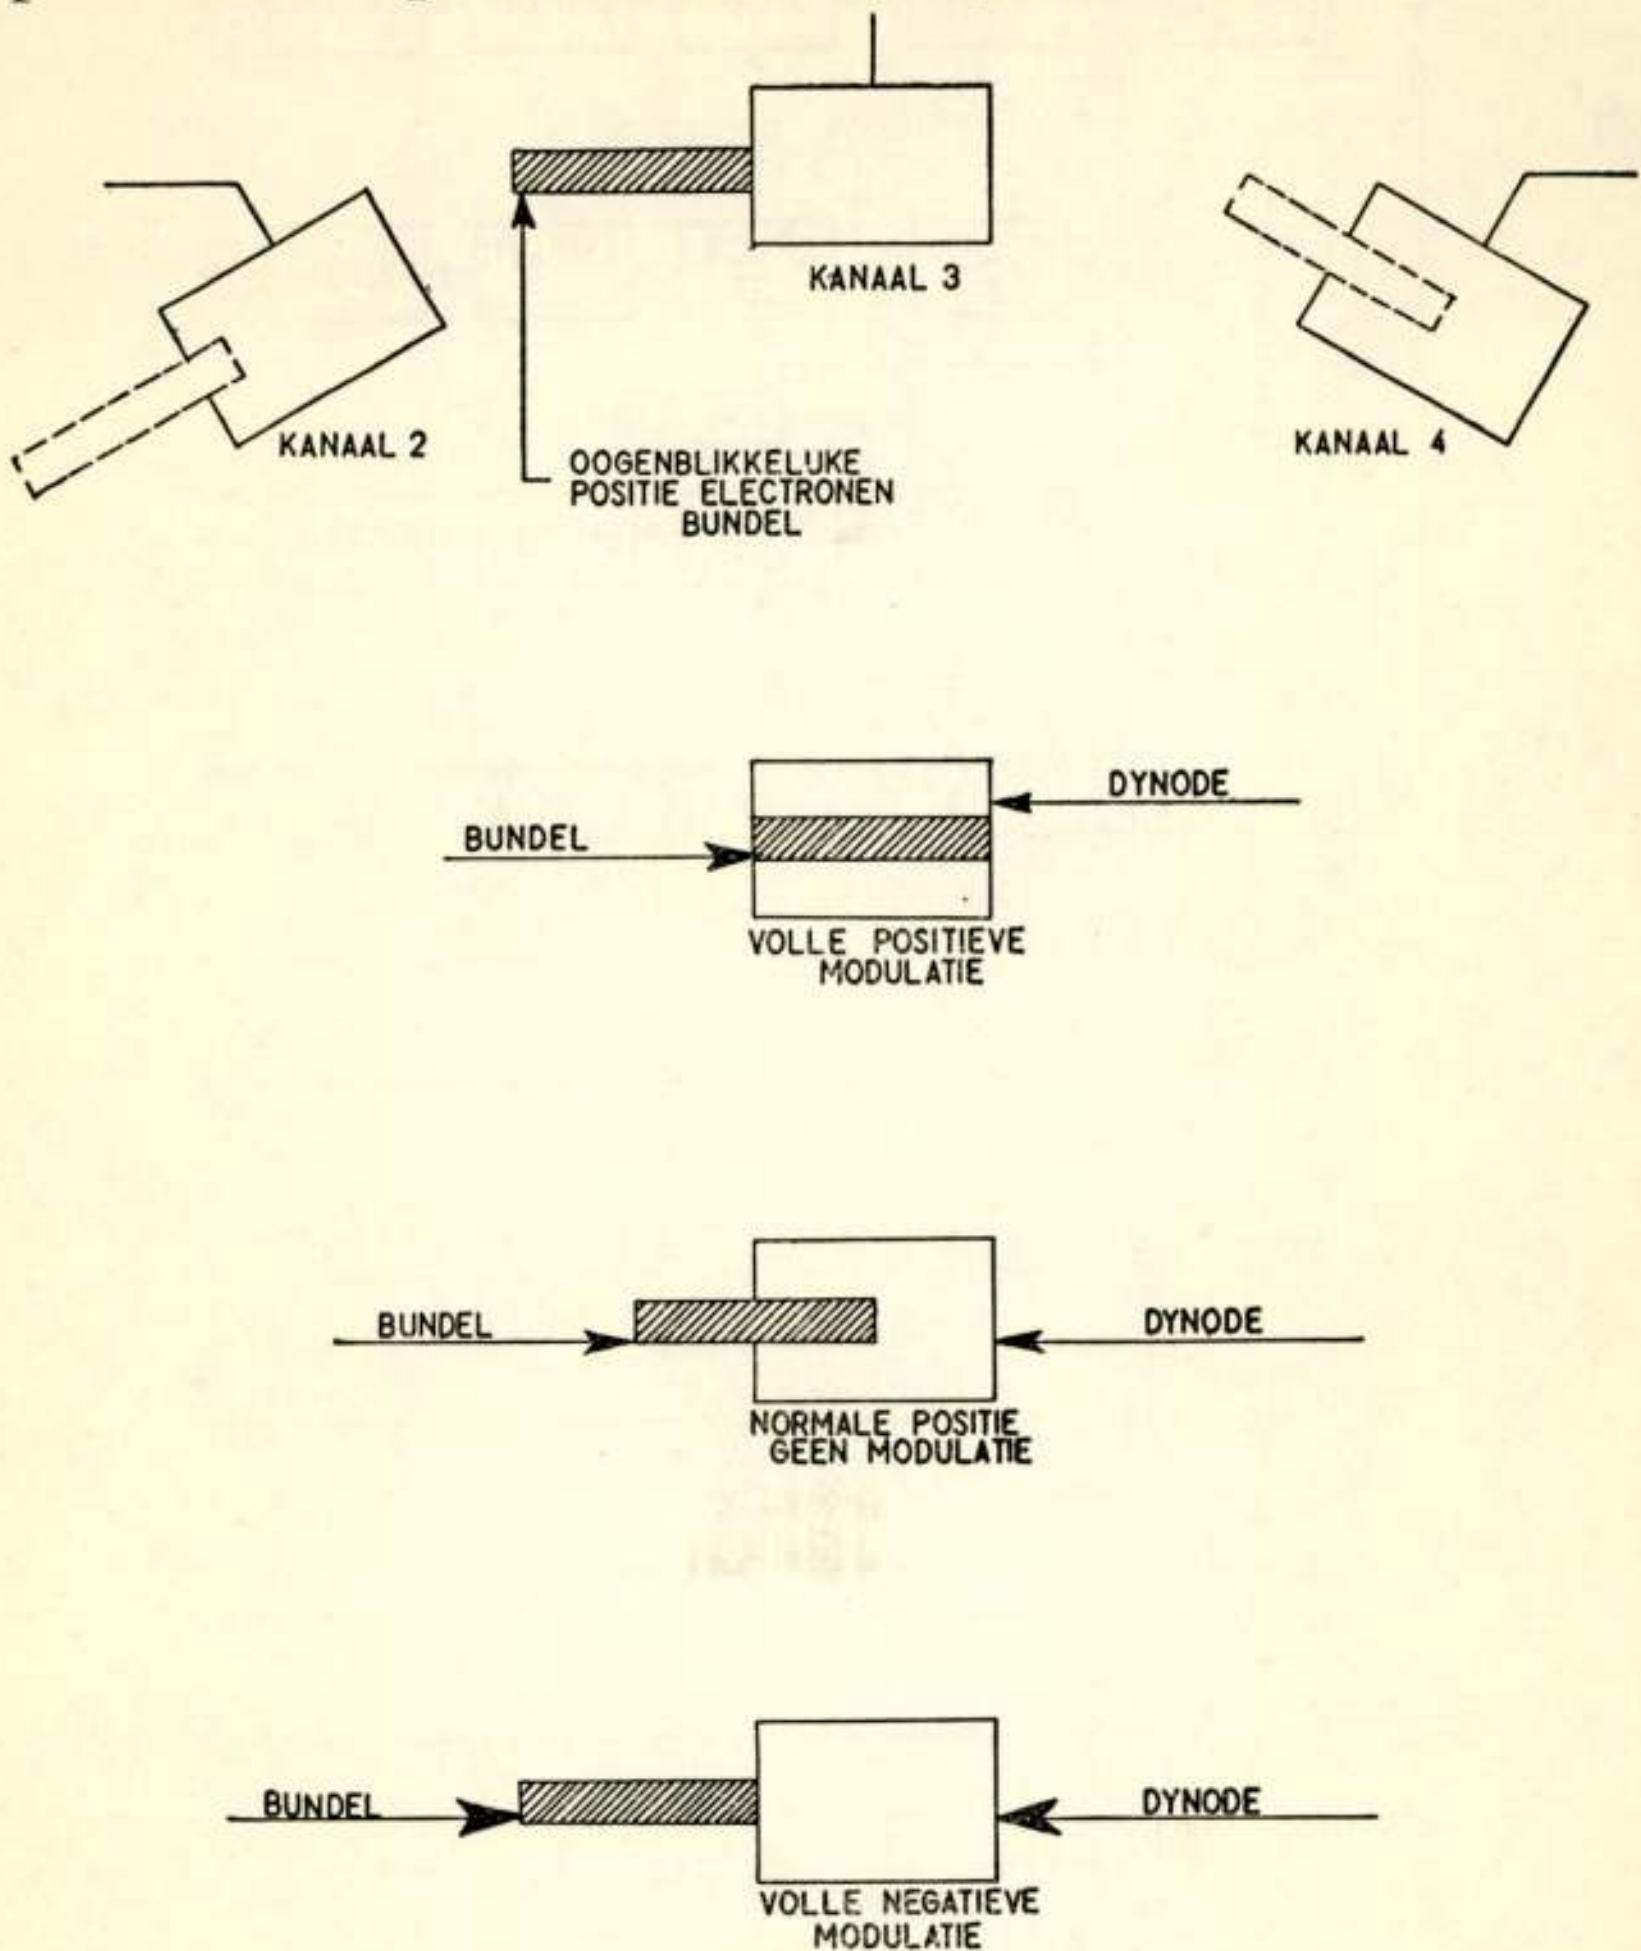 KANAAL 3
KANAAL 2
KANAAL 4
OOGENBLIKKELIJKE
POSITIE ELECTRONEN
BUNDEL
DYNODE
BUNDEL
VOLLE POSITIEVE
MODULATIE
BUNDEL
DYNODE
NORMALE POSITIE
GEEN MODULATIE
BUNDEL
DYNODE
VOLLE NEGATIEVE
MODULATIE